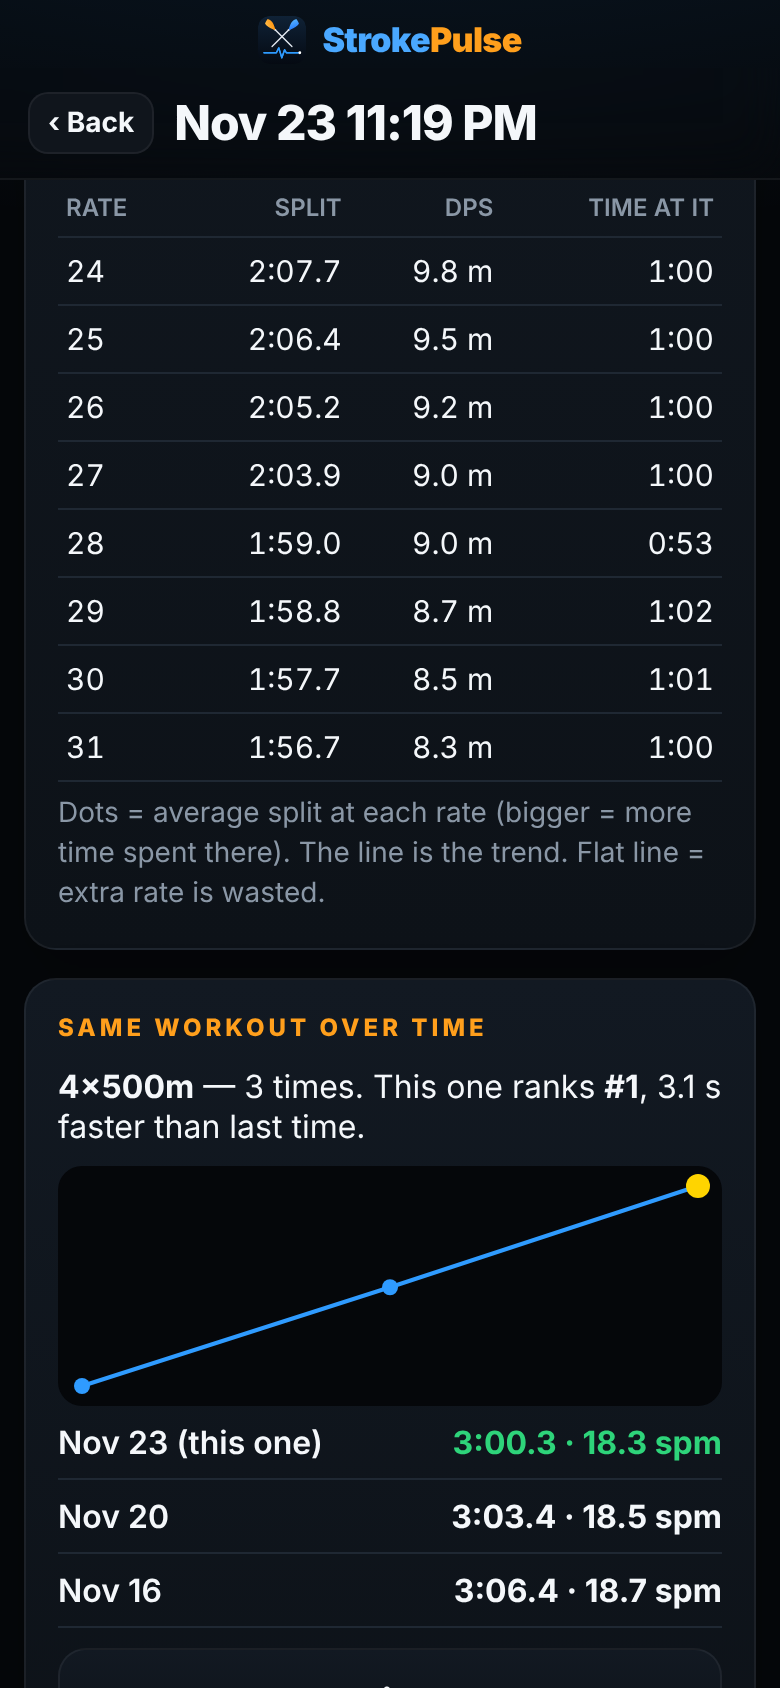 StrokePulse
‹ Back
Nov 23 11:19 PM
RATE SPLIT DPS TIME AT IT
24 2:07.7 9.8 m 1:00
25 2:06.4 9.5 m 1:00
26 2:05.2 9.2 m 1:00
27 2:03.9 9.0 m 1:00
28 1:59.0 9.0 m 0:53
29 1:58.8 8.7 m 1:02
30 1:57.7 8.5 m 1:01
31 1:56.7 8.3 m 1:00
Dots = average split at each rate (bigger = more
time spent there). The line is the trend. Flat line =
extra rate is wasted.
SAME WORKOUT OVER TIME
4×500m — 3 times. This one ranks #1, 3.1 s
faster than last time.
Nov 23 (this one) 3:00.3 · 18.3 spm
Nov 20 3:03.4 · 18.5 spm
Nov 16 3:06.4 · 18.7 spm